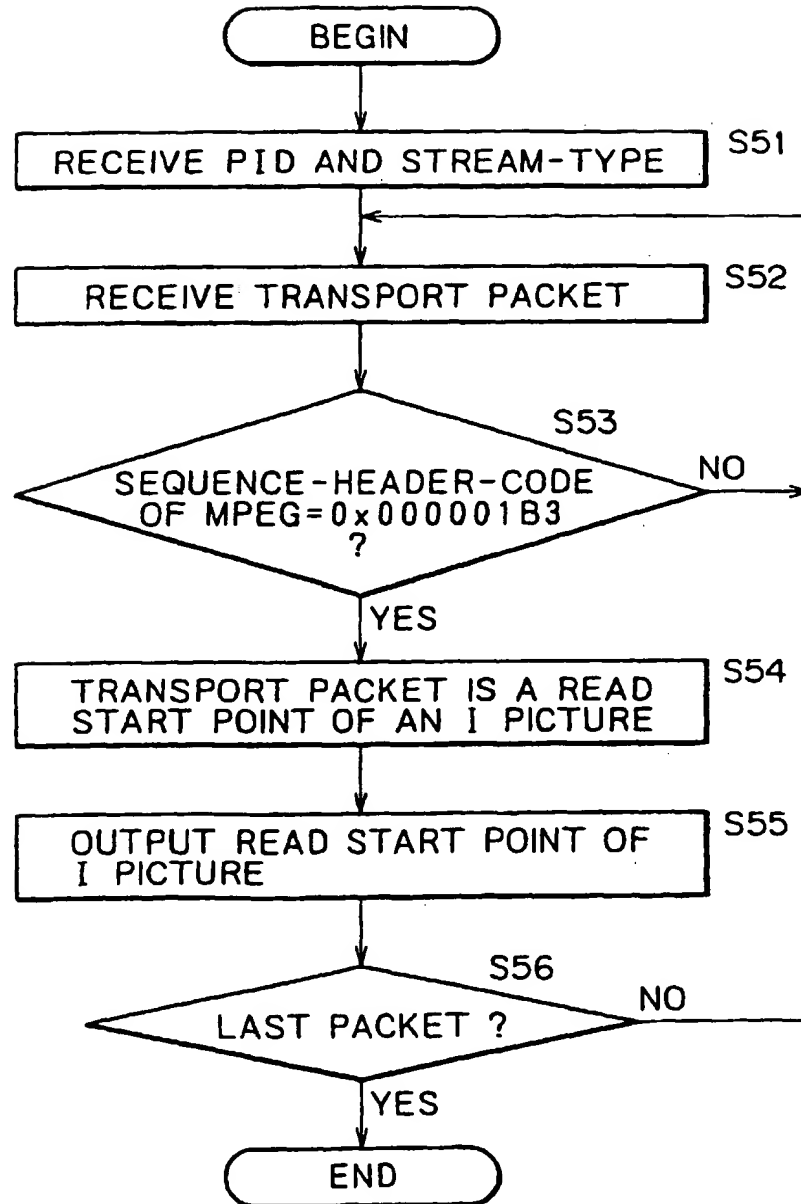 BEGIN
RECEIVE PID AND STREAM-TYPE
S51
RECEIVE TRANSPORT PACKET
S52
S53
SEQUENCE-HEADER-CODE
OF MPEG=0x000001B3
?
NO
YES
TRANSPORT PACKET IS A READ
START POINT OF AN I PICTURE
S54
OUTPUT READ START POINT OF
I PICTURE
S55
S56
LAST PACKET ?
NO
YES
END